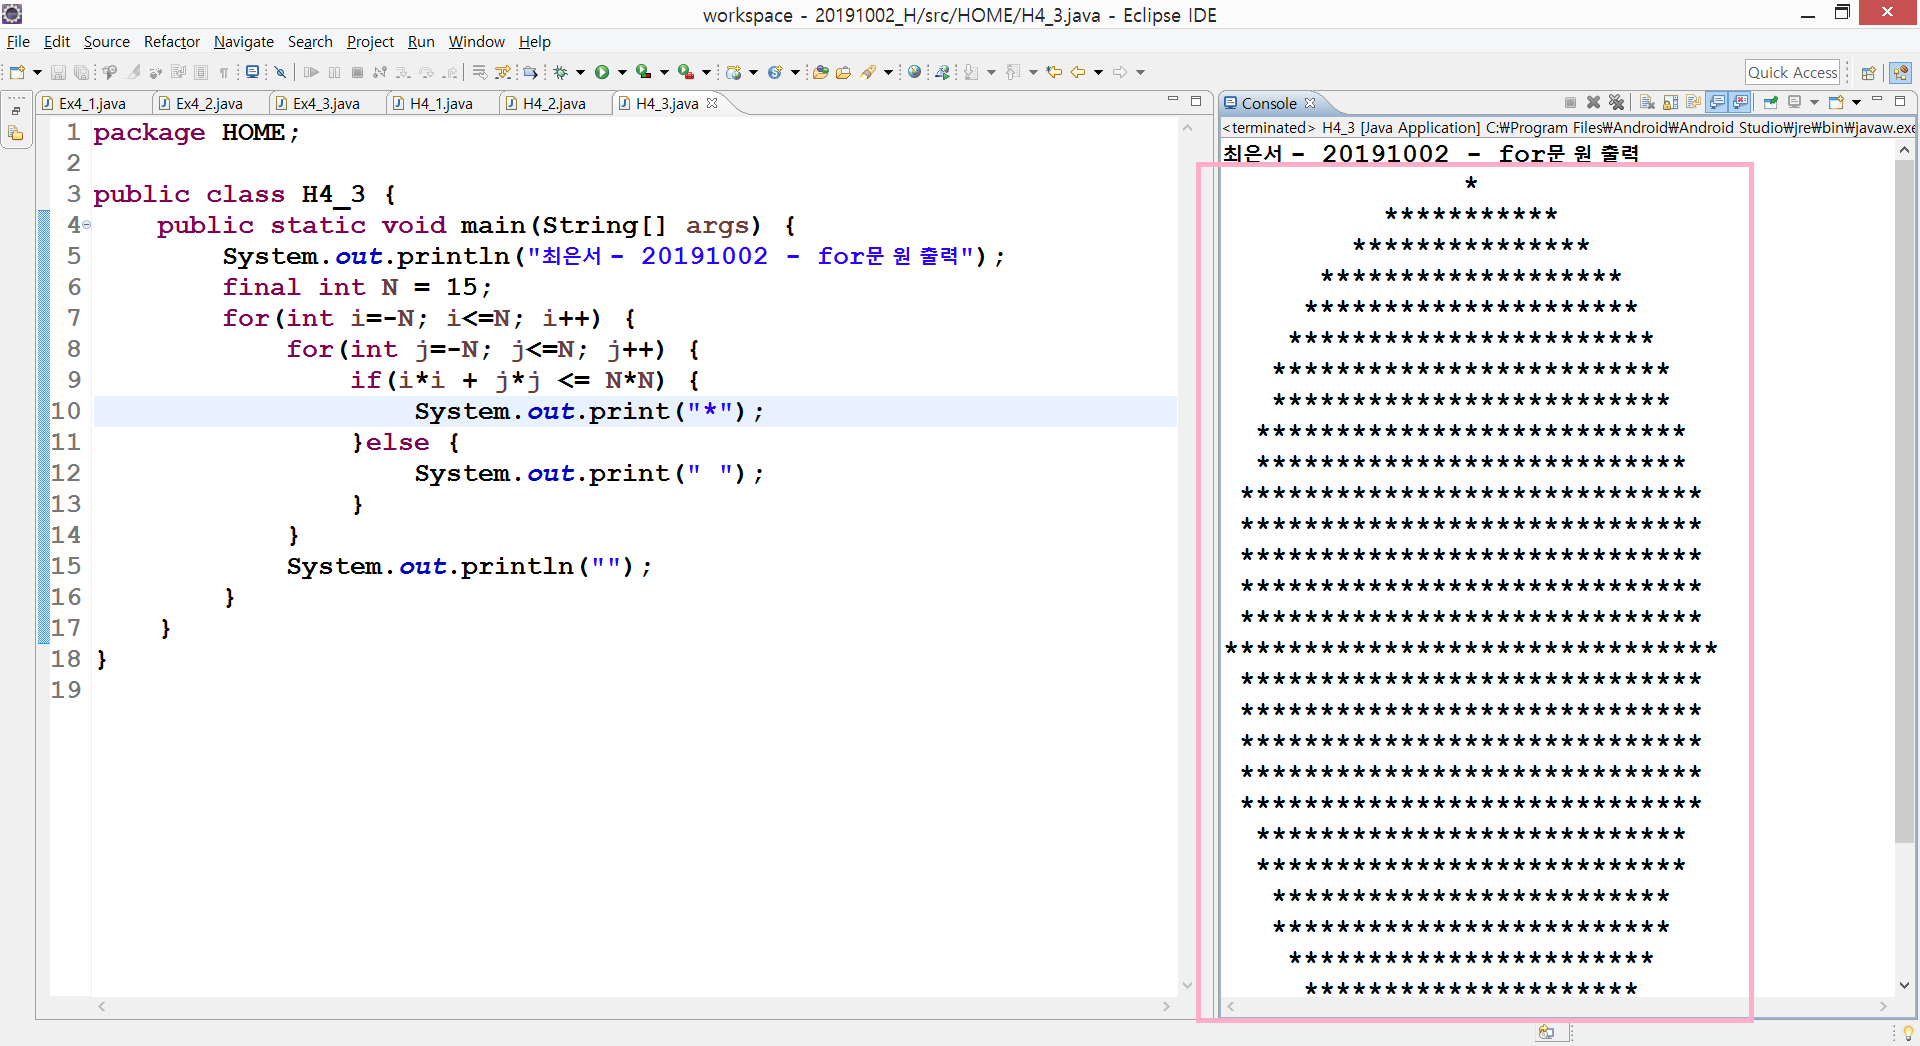 workspace - 20191002_H/src/HOME/H4_3.java - Eclipse IDE
File Edit Source Refactor Navigate Search Project Run Window Help
Quick Access
Ex4_1.java Ex4_2.java Ex4_3.java H4_1.java H4_2.java H4_3.java
1 package HOME;
2
3 public class H4_3 {
4 public static void main(String[] args) {
5 System.out.println("최은서 - 20191002 - for문 원 출력");
6 final int N = 15;
7 for(int i=-N; i<=N; i++) {
8 for(int j=-N; j<=N; j++) {
9 if(i*i + j*j <= N*N) {
10 System.out.print("*");
11 }else {
12 System.out.print(" ");
13 }
14 }
15 System.out.println("");
16 }
17 }
18 }
19
Console
<terminated> H4_3 [Java Application] C:₩Program Files₩Android₩Android Studio₩jre₩bin₩javaw.exe
최은서 - 20191002 - for문 원 출력
               *
          ***********
        ***************
      *******************
     *********************
    ***********************
   *************************
   *************************
  ***************************
  ***************************
 *****************************
 *****************************
 *****************************
 *****************************
 *****************************
*******************************
 *****************************
 *****************************
 *****************************
 *****************************
 *****************************
  ***************************
  ***************************
   *************************
   *************************
    ***********************
     *********************